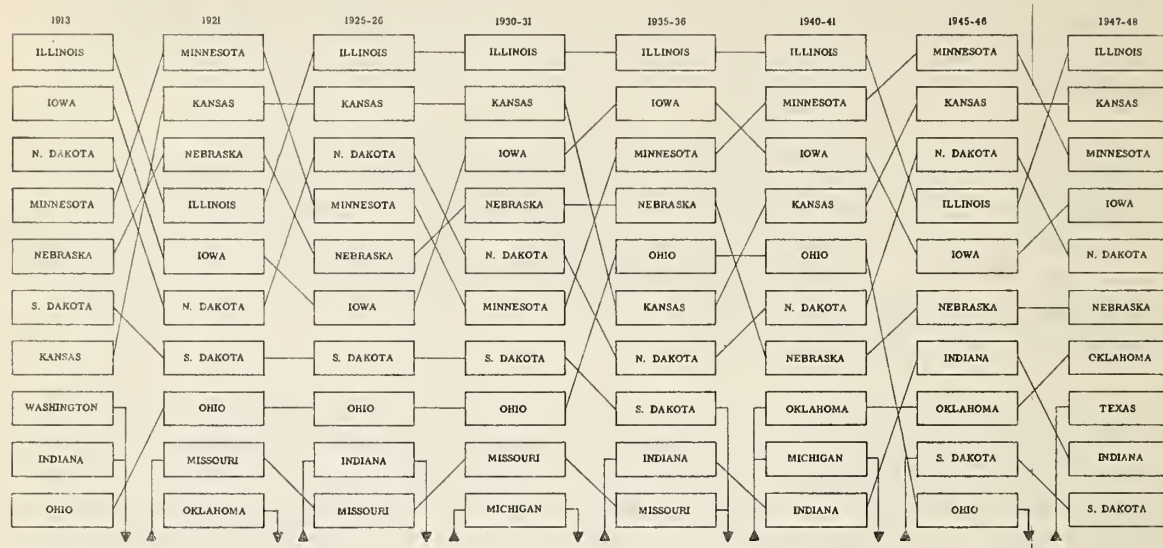 1913 1921 1925-26 1930-31 1935-36 1940-41 1945-46 1947-48
ILLINOIS MINNESOTA ILLINOIS ILLINOIS ILLINOIS ILLINOIS MINNESOTA ILLINOIS
IOWA KANSAS KANSAS KANSAS IOWA MINNESOTA KANSAS KANSAS
N. DAKOTA NEBRASKA N. DAKOTA IOWA MINNESOTA IOWA N. DAKOTA MINNESOTA
MINNESOTA ILLINOIS MINNESOTA NEBRASKA NEBRASKA KANSAS ILLINOIS IOWA
NEBRASKA IOWA NEBRASKA N. DAKOTA OHIO OHIO IOWA N. DAKOTA
S. DAKOTA N. DAKOTA IOWA MINNESOTA KANSAS N. DAKOTA NEBRASKA NEBRASKA
KANSAS S. DAKOTA S. DAKOTA S. DAKOTA N. DAKOTA NEBRASKA INDIANA OKLAHOMA
WASHINGTON OHIO OHIO OHIO S. DAKOTA OKLAHOMA OKLAHOMA TEXAS
INDIANA MISSOURI INDIANA MISSOURI INDIANA MICHIGAN S. DAKOTA INDIANA
OHIO OKLAHOMA MISSOURI MICHIGAN MISSOURI INDIANA OHIO S. DAKOTA